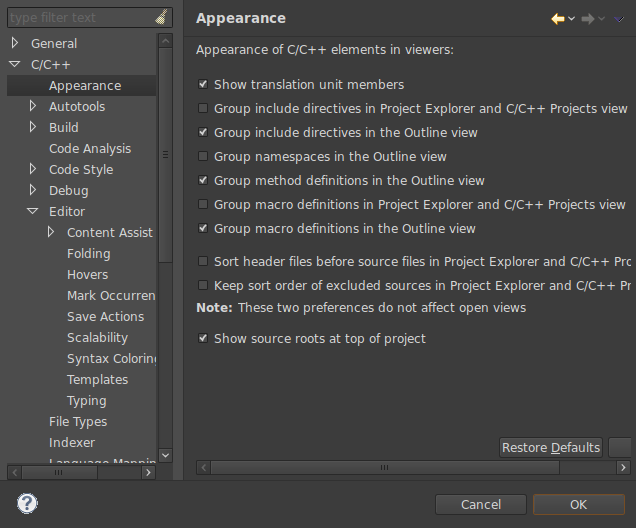 type filter text
General
C/C++
Appearance
Autotools
Build
Code Analysis
Code Style
Debug
Editor
Content Assist
Folding
Hovers
Mark Occurren
Save Actions
Scalability
Syntax Coloring
Templates
Typing
File Types
Indexer
Language Mappin
Appearance
Appearance of C/C++ elements in viewers:
Show translation unit members
Group include directives in Project Explorer and C/C++ Projects view
Group include directives in the Outline view
Group namespaces in the Outline view
Group method definitions in the Outline view
Group macro definitions in Project Explorer and C/C++ Projects view
Group macro definitions in the Outline view
Sort header files before source files in Project Explorer and C/C++ Pro
Keep sort order of excluded sources in Project Explorer and C/C++ Pr
Note: These two preferences do not affect open views
Show source roots at top of project
Restore Defaults
Cancel
OK